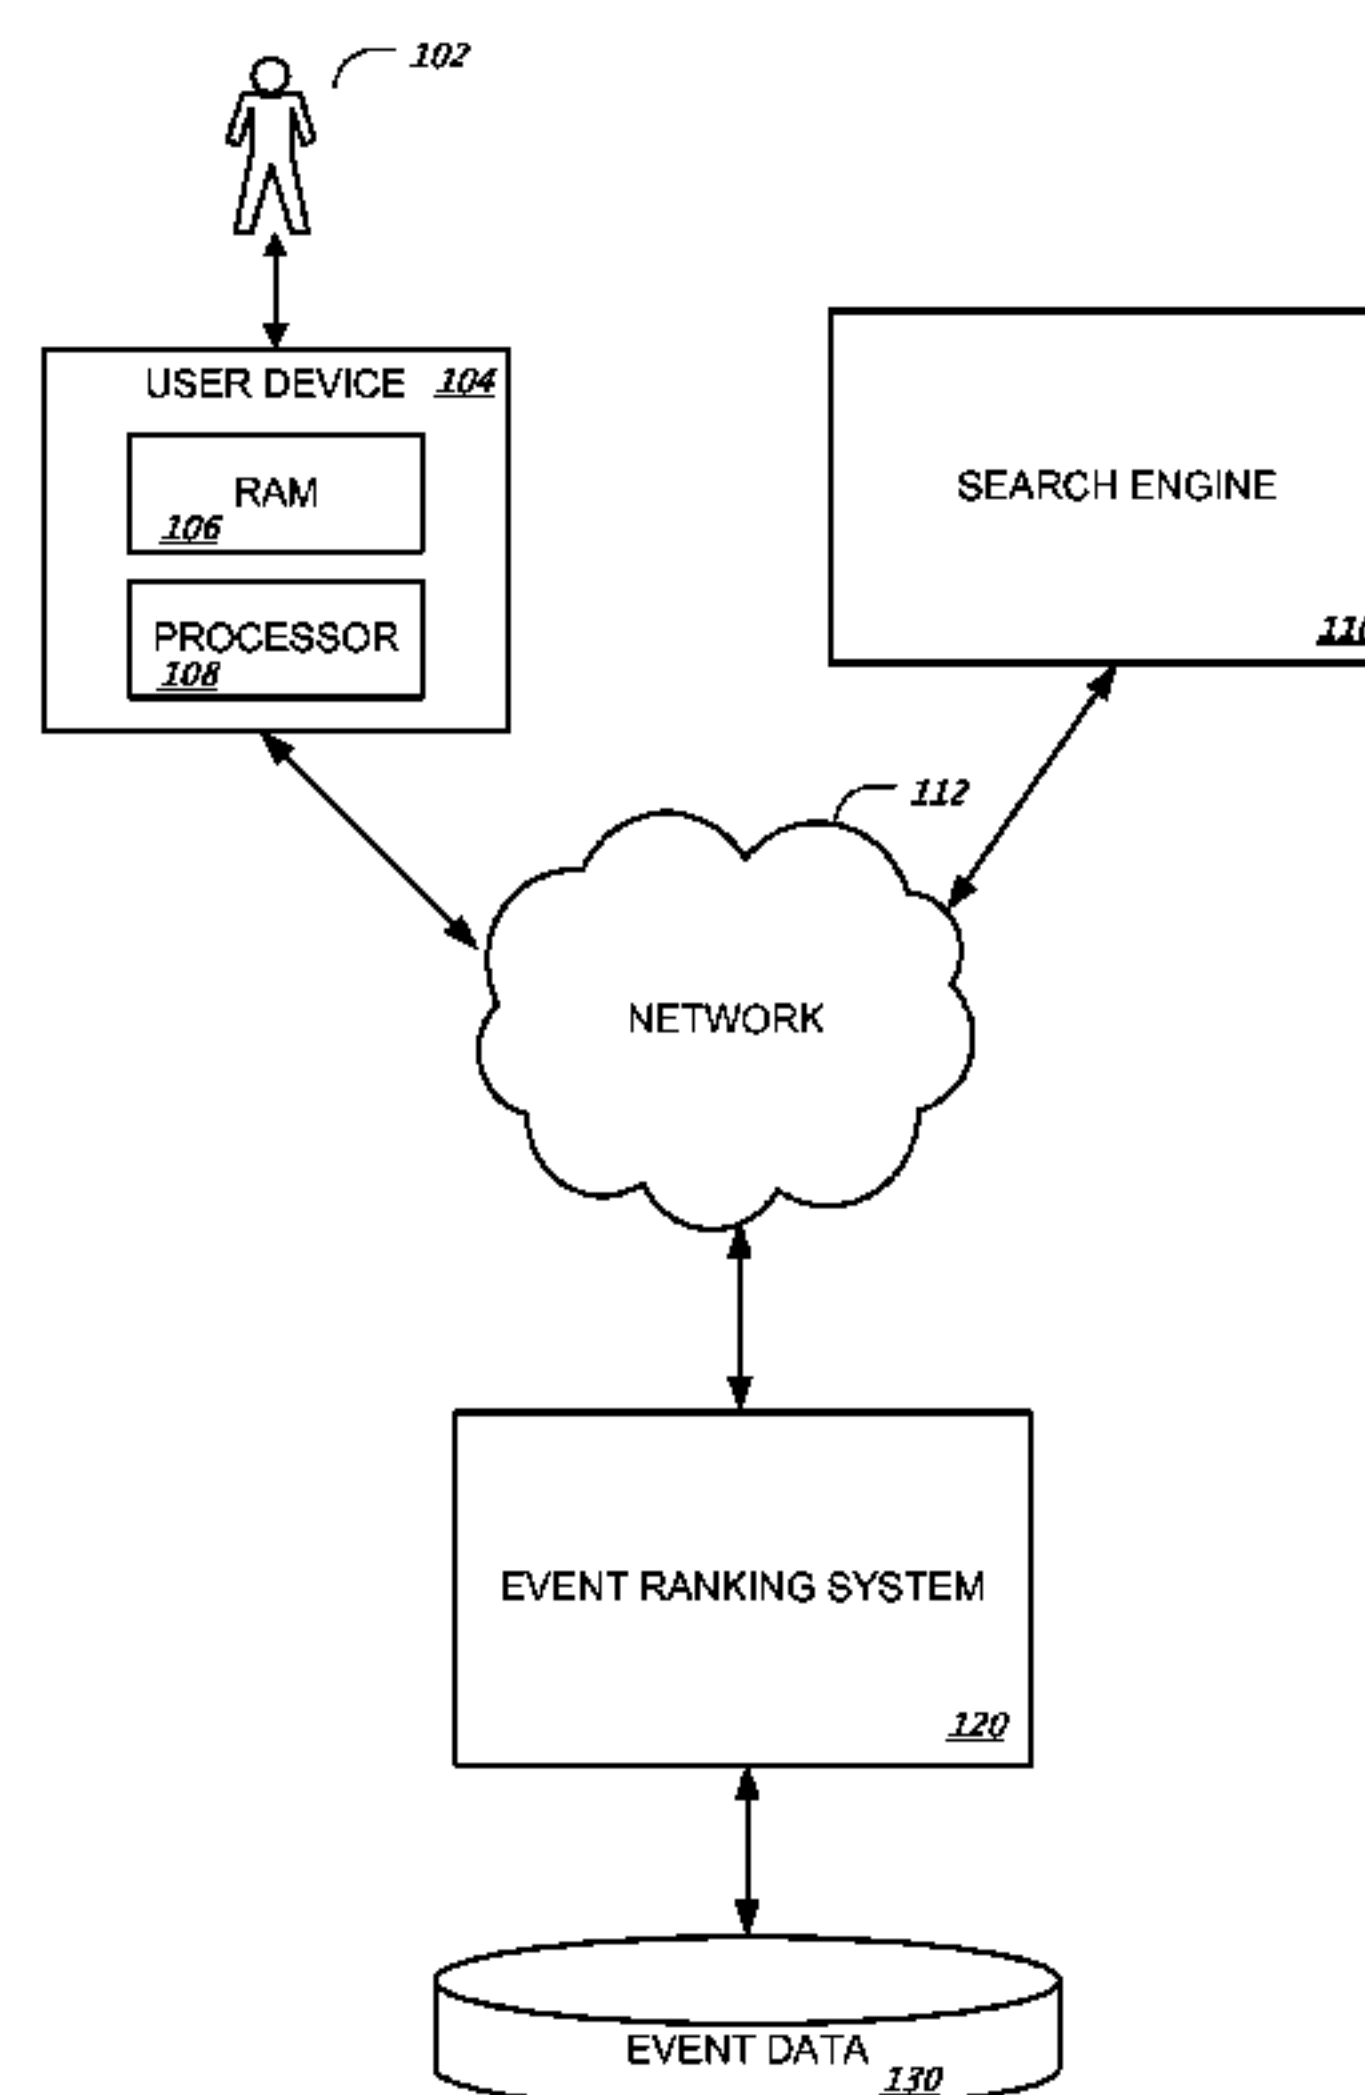 102
USER DEVICE 104
RAM
106
PROCESSOR
108
SEARCH ENGINE
110
112
NETWORK
EVENT RANKING SYSTEM
120
EVENT DATA
130